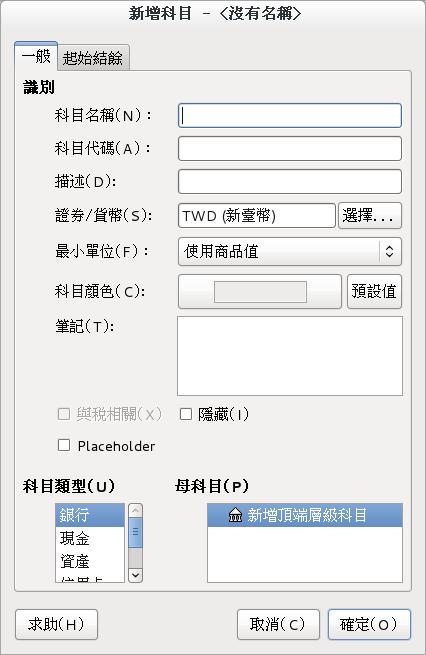 新增科目 - <沒有名稱>
一般 起始結餘
識別
科目名稱(N)：
科目代碼(A)：
描述(D)：
證券/貨幣(S)： TWD (新臺幣) 選擇...
最小單位(F)： 使用商品值
科目顏色(C)： 預設值
筆記(T)：
與稅相關(X) 隱藏(I)
Placeholder
科目類型(U) 母科目(P)
銀行 新增頂端層級科目
現金
資產
信用卡
求助(H) 取消(C) 確定(O)